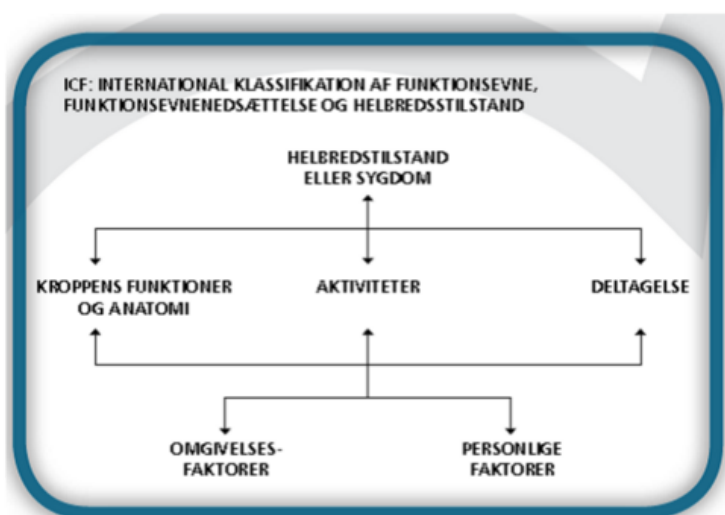 ICF: INTERNATIONAL KLASSIFIKATION AF FUNKTIONSEVNE,
FUNKTIONSEVNENEDSÆTTELSE OG HELBREDSSTILSTAND
HELBREDSTILSTAND
ELLER SYGDOM
KROPPENS FUNKTIONER
OG ANATOMI
AKTIVITETER
DELTAGELSE
OMGIVELSES-
FAKTORER
PERSONLIGE
FAKTORER